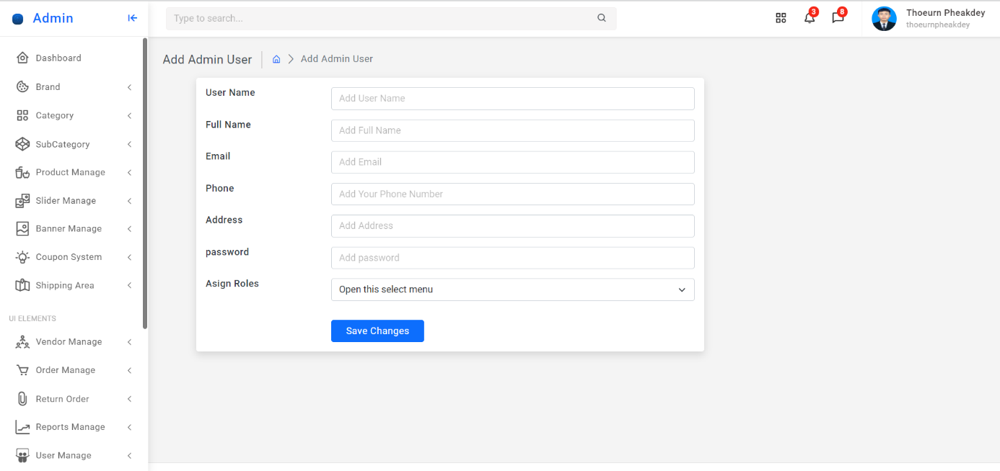 Admin
Type to search...
3
8
Thoeurn Pheakdey
thoeurnpheakdey
Dashboard
Brand
Category
SubCategory
Product Manage
Slider Manage
Banner Manage
Coupon System
Shipping Area
UI ELEMENTS
Vendor Manage
Order Manage
Return Order
Reports Manage
User Manage
Add Admin User
Add Admin User
User Name
Add User Name
Full Name
Add Full Name
Email
Add Email
Phone
Add Your Phone Number
Address
Add Address
password
Add password
Asign Roles
Open this select menu
Save Changes